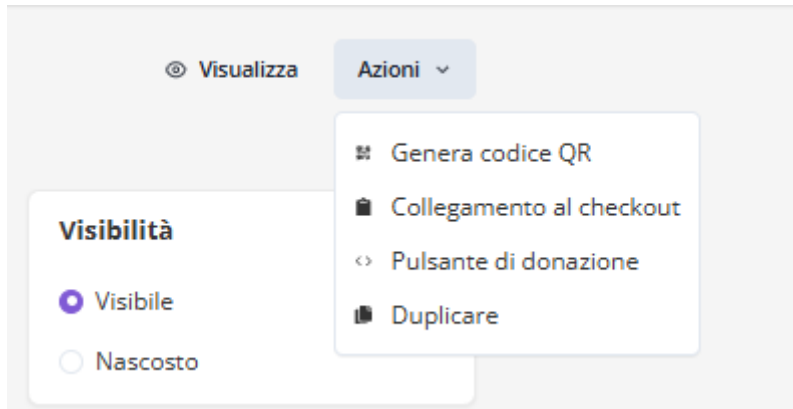 Visualizza
Azioni
Genera codice QR
Collegamento al checkout
Pulsante di donazione
Duplicare
Visibilità
Visibile
Nascosto